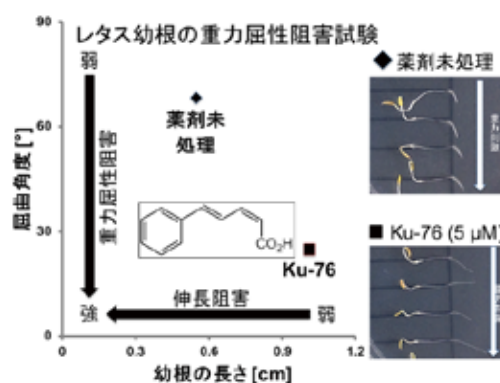 レタス幼根の重力屈性阻害試験
◆ 薬剤未処理
屈曲角度[°]
90
60
30
0
弱
重力屈性阻害
強
薬剤未
処理
CO₂H
Ku-76
伸長阻害
弱
■ Ku-76 (5 μM)
0
0.3
0.6
0.9
1.2
幼根の長さ[cm]